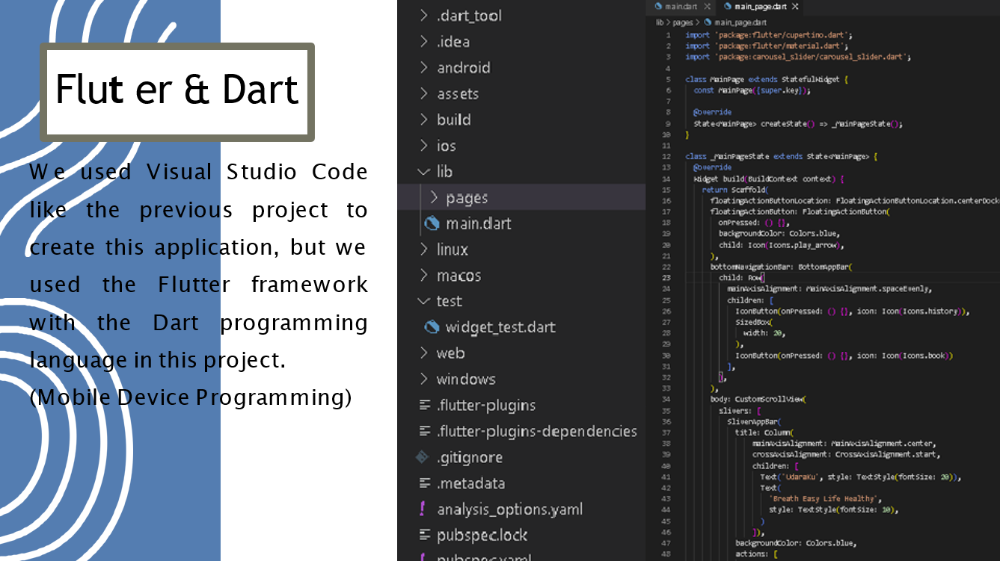 Flutter & Dart
We used Visual Studio Code
like the previous project to
create this application, but we
used the Flutter framework
with the Dart programming
language in this project.
(Mobile Device Programming)
.dart_tool
.idea
android
assets
build
ios
lib
pages
main.dart
linux
macos
test
widget_test.dart
web
windows
.flutter-plugins
.flutter-plugins-dependencies
.gitignore
.metadata
analysis_options.yaml
pubspec.lock
pubspec.yaml
main.dart main_page.dart
lib > pages > main_page.dart
1 import 'package:flutter/cupertino.dart';
2 import 'package:flutter/material.dart';
3 import 'package:carousel_slider/carousel_slider.dart';
4
5 class MainPage extends StatefulWidget {
6 const MainPage({super.key});
7
8 @override
9 State<MainPage> createState() => _MainPageState();
10 }
11
12 class _MainPageState extends State<MainPage> {
13 @override
14 Widget build(BuildContext context) {
15 return Scaffold(
16 floatingActionButtonLocation: FloatingActionButtonLocation.centerDock
17 floatingActionButton: FloatingActionButton(
18 onPressed: () {},
19 backgroundColor: Colors.blue,
20 child: Icon(Icons.play_arrow),
21 ),
22 bottomNavigationBar: BottomAppBar(
23 child: Row(
24 mainAxisAlignment: MainAxisAlignment.spaceEvenly,
25 children: [
26 IconButton(onPressed: () {}, icon: Icon(Icons.history)),
27 SizedBox(
28 width: 20,
29 ),
30 IconButton(onPressed: () {}, icon: Icon(Icons.book))
31 ],
32 ),
33 ),
34 body: CustomScrollView(
35 slivers: [
36 SliverAppBar(
37 title: Column(
38 mainAxisAlignment: MainAxisAlignment.center,
39 crossAxisAlignment: CrossAxisAlignment.start,
40 children: [
41 Text('UdaraKu', style: TextStyle(fontSize: 20)),
42 Text(
43 'Breath Easy Life Healthy',
44 style: TextStyle(fontSize: 10),
45 )
46 ]),
47 backgroundColor: Colors.blue,
48 actions: [